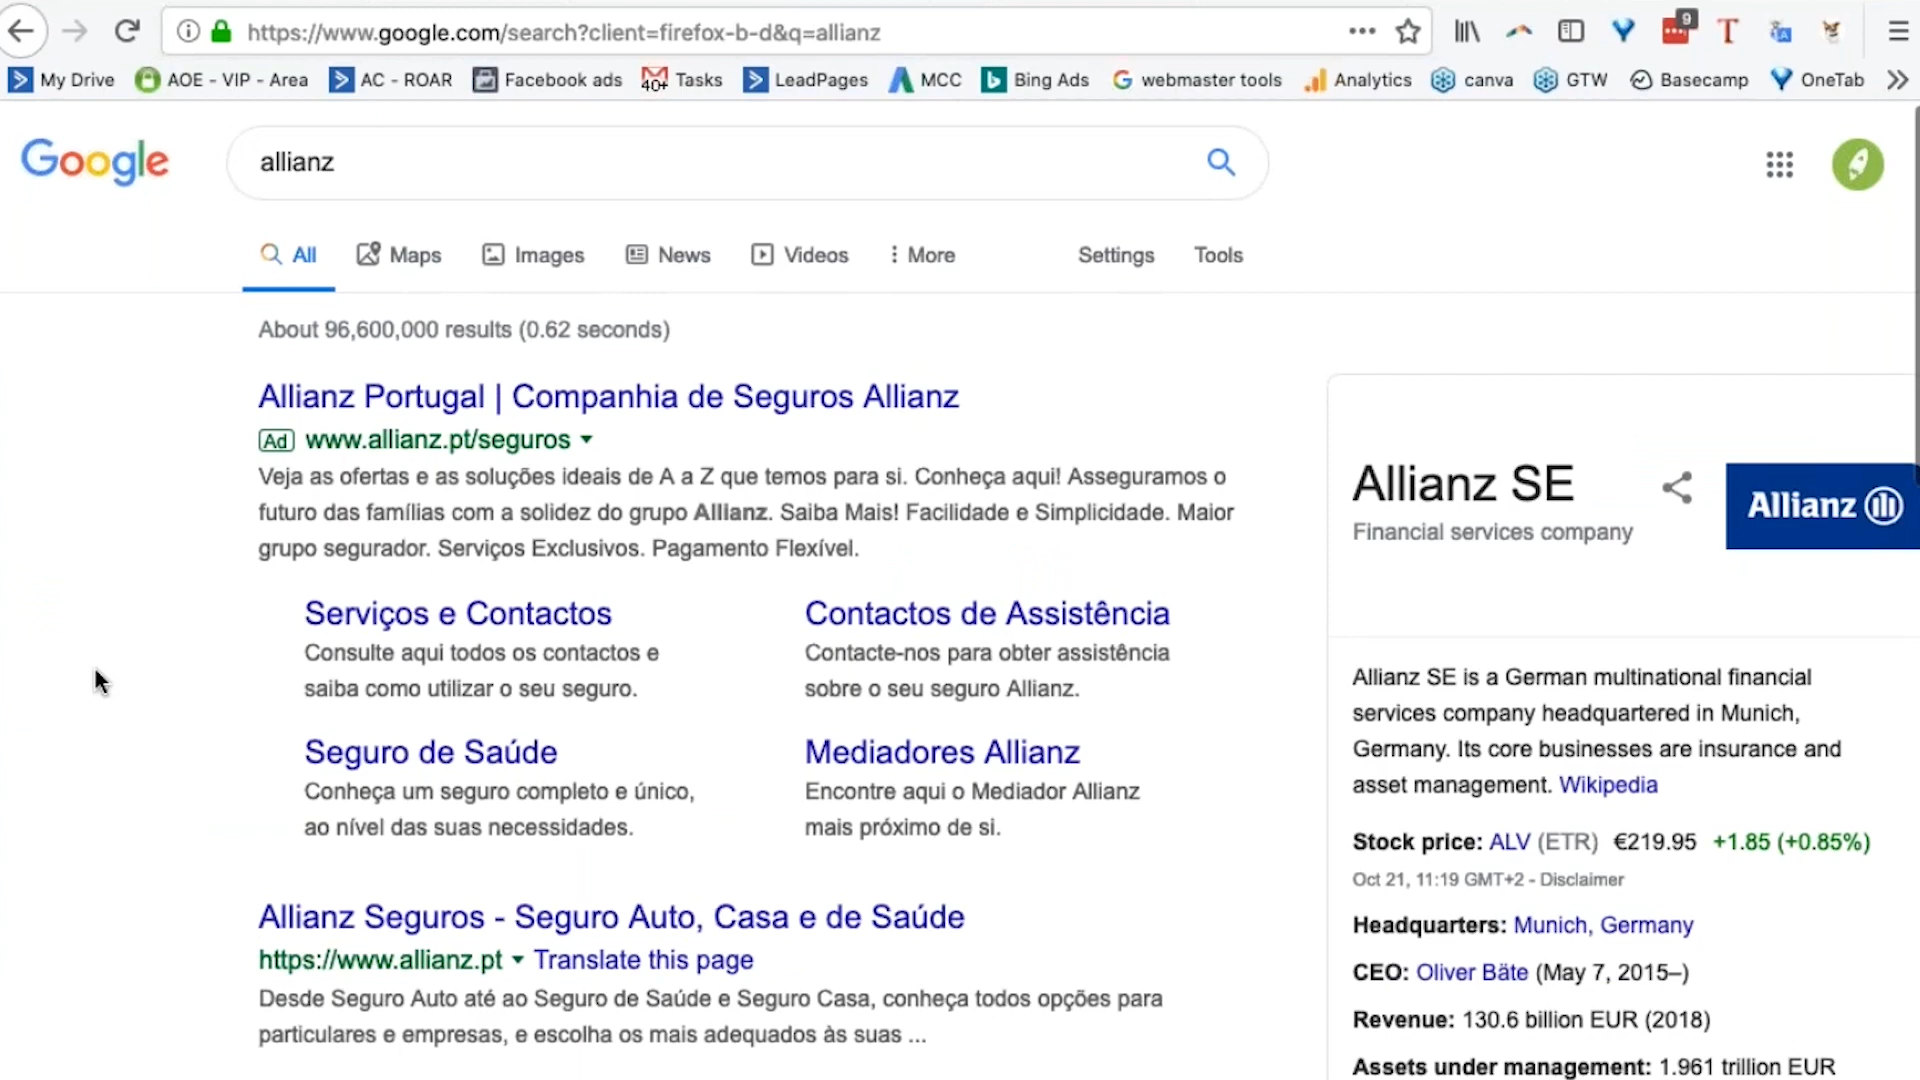 https://www.google.com/search?client=firefox-b-d&q=allianz
9
T
My Drive
AOE - VIP - Area
AC - ROAR
Facebook ads
40+
Tasks
LeadPages
MCC
Bing Ads
webmaster tools
Analytics
canva
GTW
Basecamp
OneTab
Google
allianz
All
Maps
Images
News
Videos
More
Settings
Tools
About 96,600,000 results (0.62 seconds)
Allianz Portugal | Companhia de Seguros Allianz
Ad www.allianz.pt/seguros
Veja as ofertas e as soluções ideais de A a Z que temos para si. Conheça aqui! Asseguramos o
futuro das famílias com a solidez do grupo Allianz. Saiba Mais! Facilidade e Simplicidade. Maior
grupo segurador. Serviços Exclusivos. Pagamento Flexível.
Serviços e Contactos
Consulte aqui todos os contactos e
saiba como utilizar o seu seguro.
Contactos de Assistência
Contacte-nos para obter assistência
sobre o seu seguro Allianz.
Seguro de Saúde
Conheça um seguro completo e único,
ao nível das suas necessidades.
Mediadores Allianz
Encontre aqui o Mediador Allianz
mais próximo de si.
Allianz Seguros - Seguro Auto, Casa e de Saúde
https://www.allianz.pt Translate this page
Desde Seguro Auto até ao Seguro de Saúde e Seguro Casa, conheça todos opções para
particulares e empresas, e escolha os mais adequados às suas ...
Allianz SE
Financial services company
Allianz
Allianz SE is a German multinational financial
services company headquartered in Munich,
Germany. Its core businesses are insurance and
asset management. Wikipedia
Stock price: ALV (ETR) €219.95 +1.85 (+0.85%)
Oct 21, 11:19 GMT+2 - Disclaimer
Headquarters: Munich, Germany
CEO: Oliver Bäte (May 7, 2015–)
Revenue: 130.6 billion EUR (2018)
Assets under management: 1.961 trillion EUR